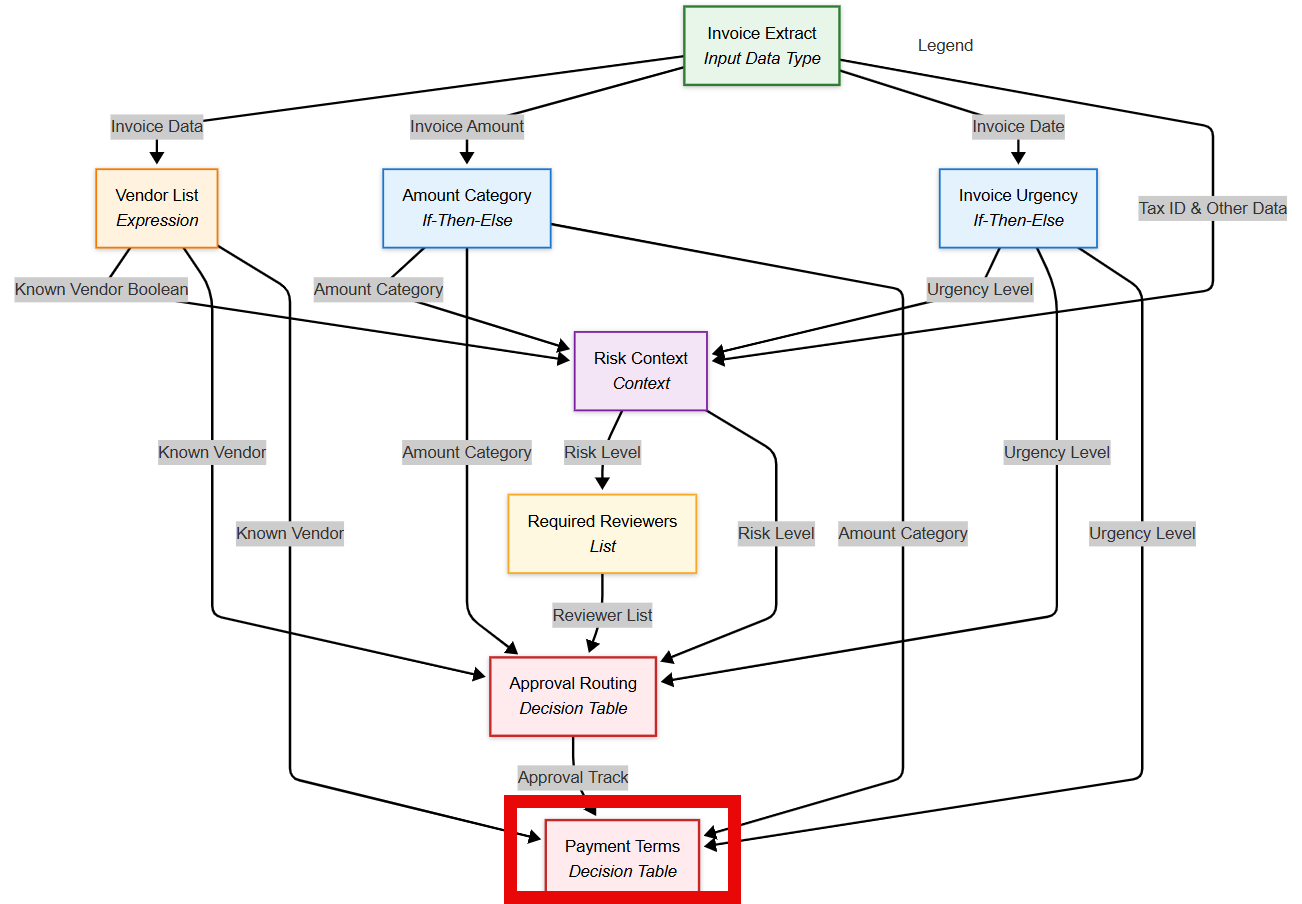 Invoice Extract
Input Data Type
Legend
Invoice Data
Invoice Amount
Invoice Date
Vendor List
Expression
Amount Category
If-Then-Else
Invoice Urgency
If-Then-Else
Tax ID & Other Data
Known Vendor Boolean
Amount Category
Urgency Level
Risk Context
Context
Known Vendor
Amount Category
Risk Level
Urgency Level
Required Reviewers
List
Known Vendor
Risk Level
Amount Category
Urgency Level
Reviewer List
Approval Routing
Decision Table
Approval Track
Payment Terms
Decision Table